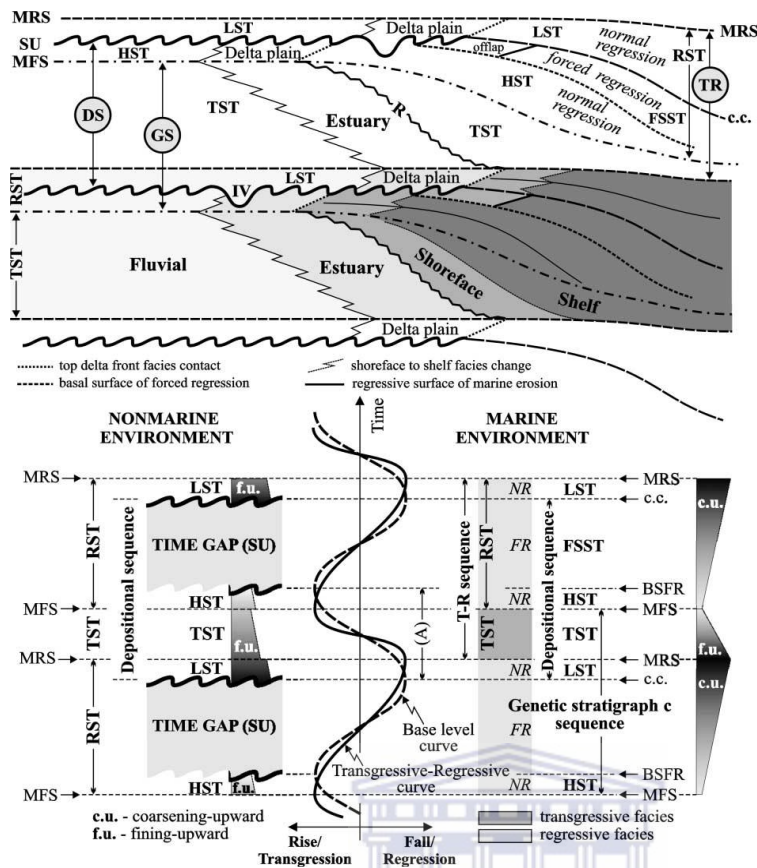 MRS
LST
LST
MRS
SU
HST
Delta plain
Delta plain
offlap
normal
regression
RST
MFS
forced regression
HST
TR
DS
GS
TST
Estuary
R
TST
normal
regression
FSST
c.c.
RST
IV
LST
Delta plain
TST
Fluvial
Estuary
Shoreface
Shelf
Delta plain
top delta front facies contact
shoreface to shelf facies change
basal surface of forced regression
regressive surface of marine erosion
NONMARINE
ENVIRONMENT
Time
MARINE
ENVIRONMENT
MRS
LST
f.u.
NR
LST
MRS
c.c.
c.u.
RST
Depositional sequence
TIME GAP (SU)
T-R sequence
RST
FR
Depositional sequence
FSST
BSFR
HST
NR
HST
MFS
MFS
TST
TST
f.u.
(A)
TST
TST
f.u.
MRS
LST
NR
LST
MRS
c.c.
c.u.
RST
TIME GAP (SU)
Base level
curve
Genetic stratigraph c
sequence
FR
Transgressive-Regressive
curve
BSFR
HST
f.u.
NR
HST
MFS
MFS
c.u. - coarsening-upward
f.u. - fining-upward
Rise/
Transgression
Fall/
Regression
transgressive facies
regressive facies